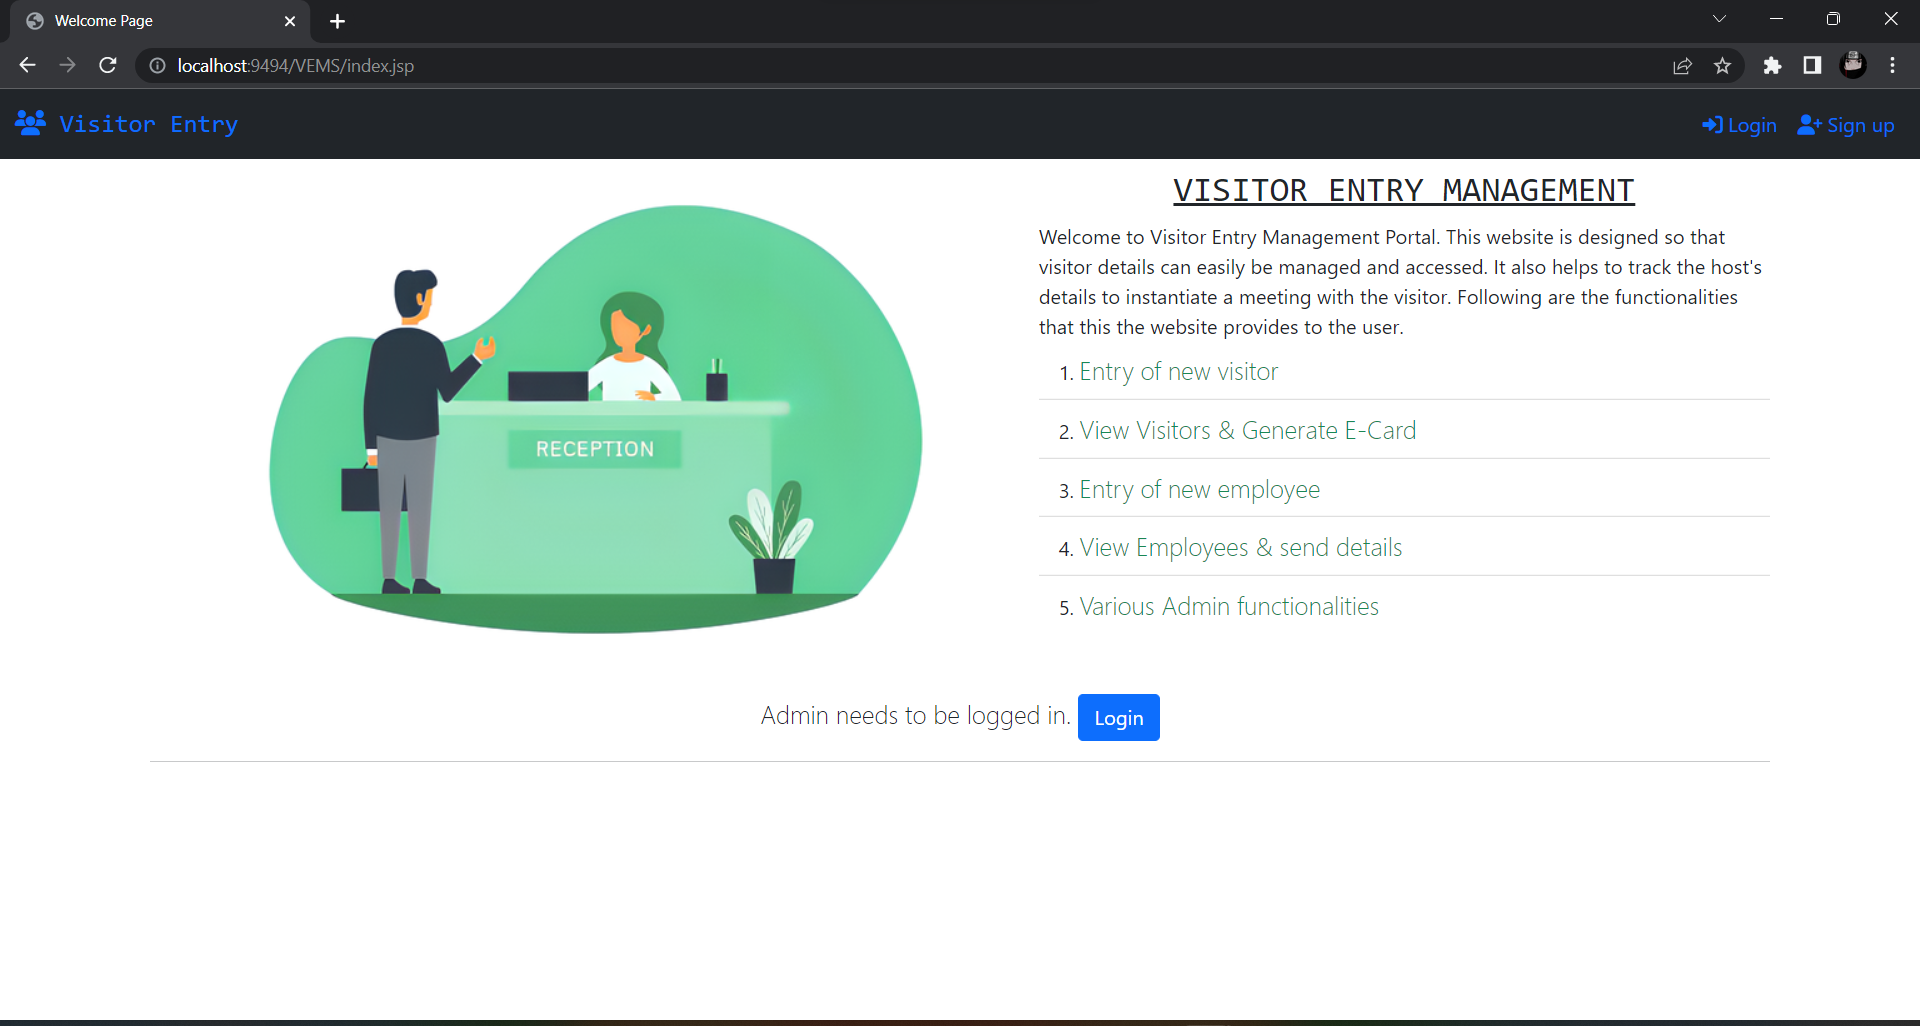 Welcome Page
localhost:9494/VEMS/index.jsp
Visitor Entry
Login
Sign up
VISITOR ENTRY MANAGEMENT
Welcome to Visitor Entry Management Portal. This website is designed so that
visitor details can easily be managed and accessed. It also helps to track the host's
details to instantiate a meeting with the visitor. Following are the functionalities
that this the website provides to the user.
1. Entry of new visitor
2. View Visitors & Generate E-Card
3. Entry of new employee
4. View Employees & send details
5. Various Admin functionalities
RECEPTION
Admin needs to be logged in. Login